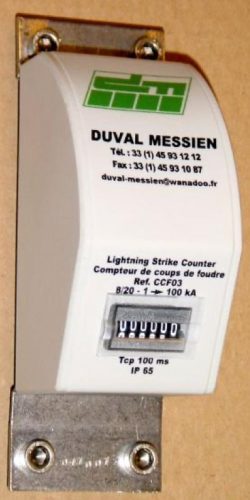 dm
DUVAL MESSIEN
Tél. : 33 (1) 45 93 12 12
Fax : 33 (1) 45 93 10 87
duval-messien@wanadoo.fr
Lightning Strike Counter
Compteur de coups de foudre
Ref. CCF03
8/20 - 1 → 100 kA
000000
Tcp 100 ms
IP 65